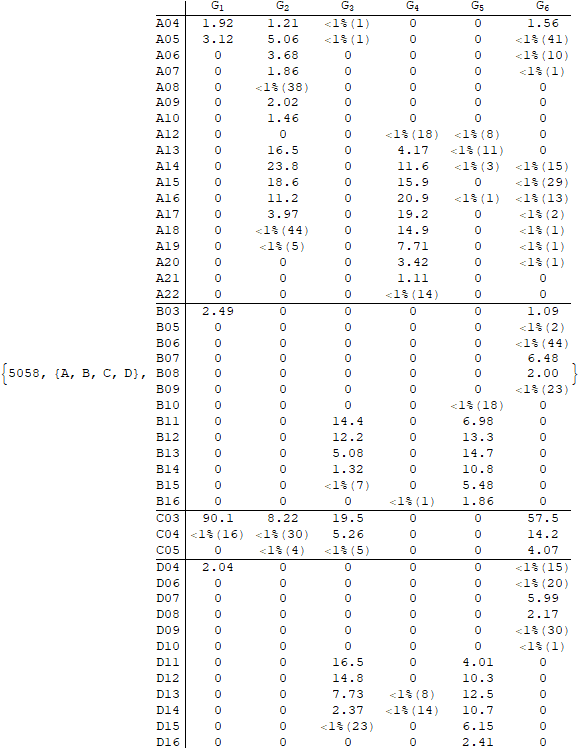 G1 G2 G3 G4 G5 G6
A04 1.92 1.21 <1%(1) 0 0 1.56
A05 3.12 5.06 <1%(1) 0 0 <1%(41)
A06 0 3.68 0 0 0 <1%(10)
A07 0 1.86 0 0 0 <1%(1)
A08 0 <1%(38) 0 0 0 0
A09 0 2.02 0 0 0 0
A10 0 1.46 0 0 0 0
A12 0 0 0 <1%(18) <1%(8) 0
A13 0 16.5 0 4.17 <1%(11) 0
A14 0 23.8 0 11.6 <1%(3) <1%(15)
A15 0 18.6 0 15.9 0 <1%(29)
A16 0 11.2 0 20.9 <1%(1) <1%(13)
A17 0 3.97 0 19.2 0 <1%(2)
A18 0 <1%(44) 0 14.9 0 <1%(1)
A19 0 <1%(5) 0 7.71 0 <1%(1)
A20 0 0 0 3.42 0 <1%(1)
A21 0 0 0 1.11 0 0
A22 0 0 0 <1%(14) 0 0
B03 2.49 0 0 0 0 1.09
B05 0 0 0 0 0 <1%(2)
B06 0 0 0 0 0 <1%(44)
B07 0 0 0 0 0 6.48
{5058, {A, B, C, D}, B08 0 0 0 0 0 2.00 }
B09 0 0 0 0 0 <1%(23)
B10 0 0 0 0 <1%(18) 0
B11 0 0 14.4 0 6.98 0
B12 0 0 12.2 0 13.3 0
B13 0 0 5.08 0 14.7 0
B14 0 0 1.32 0 10.8 0
B15 0 0 <1%(7) 0 5.48 0
B16 0 0 0 <1%(1) 1.86 0
C03 90.1 8.22 19.5 0 0 57.5
C04 <1%(16) <1%(30) 5.26 0 0 14.2
C05 0 <1%(4) <1%(5) 0 0 4.07
D04 2.04 0 0 0 0 <1%(15)
D06 0 0 0 0 0 <1%(20)
D07 0 0 0 0 0 5.99
D08 0 0 0 0 0 2.17
D09 0 0 0 0 0 <1%(30)
D10 0 0 0 0 0 <1%(1)
D11 0 0 16.5 0 4.01 0
D12 0 0 14.8 0 10.3 0
D13 0 0 7.73 <1%(8) 12.5 0
D14 0 0 2.37 <1%(14) 10.7 0
D15 0 0 <1%(23) 0 6.15 0
D16 0 0 0 0 2.41 0